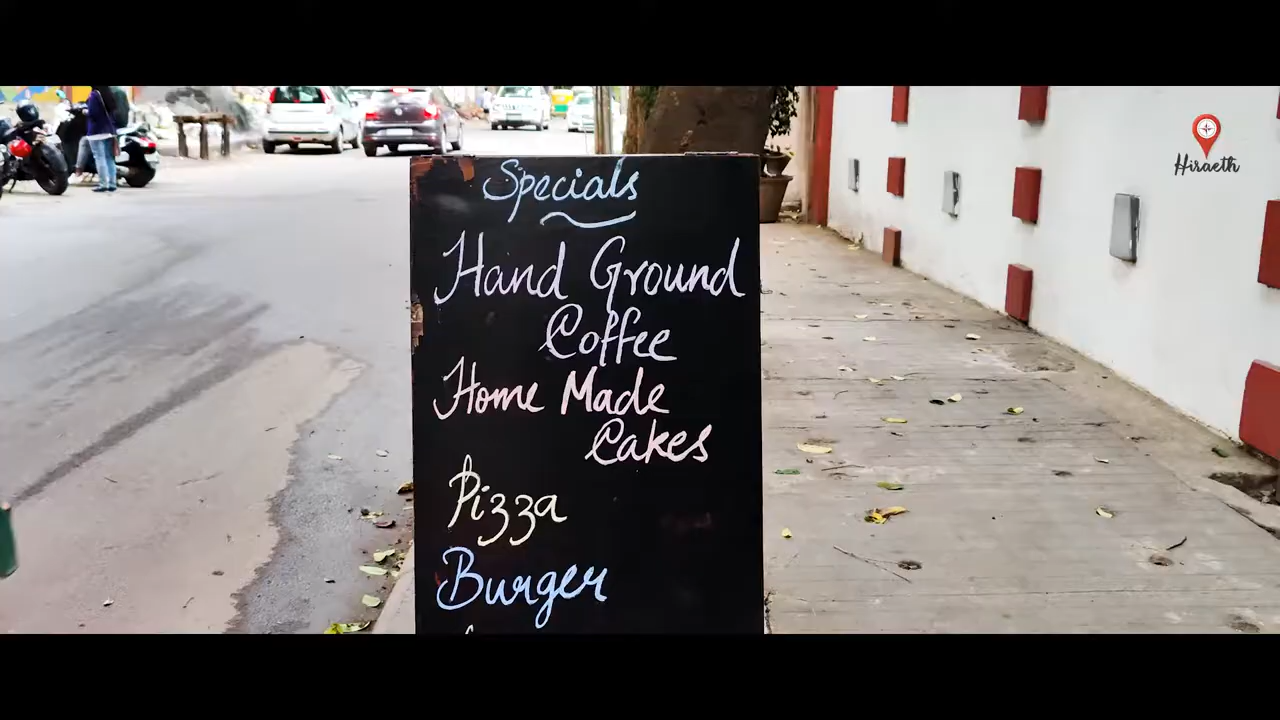 Specials
Hand Ground
Coffee
Home Made
Cakes
Pizza
Burger
Hiraeth